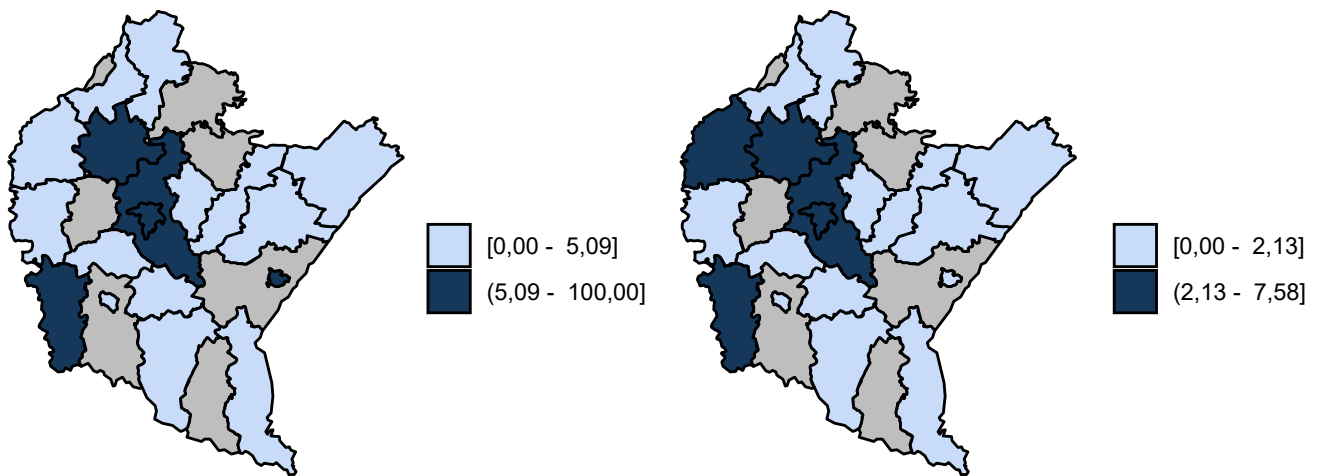 [0,00 - 5,09]
(5,09 - 100,00]
[0,00 - 2,13]
(2,13 - 7,58]